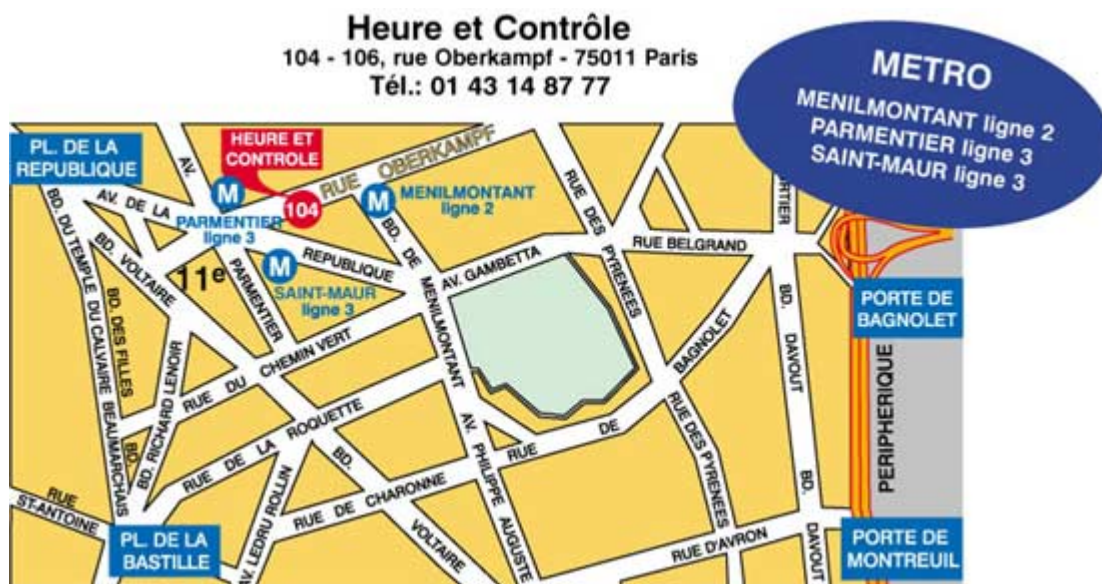 Heure et Contrôle
104 - 106, rue Oberkampf - 75011 Paris
Tél.: 01 43 14 87 77
METRO
MENILMONTANT ligne 2
PARMENTIER ligne 3
SAINT-MAUR ligne 3
PL. DE LA
REPUBLIQUE
AV.
PARMENTIER
HEURE ET
CONTROLE
RUE OBERKAMPF
M
PARMENTIER
ligne 3
104
M
MENILMONTANT
ligne 2
AV. DE LA
REPUBLIQUE
M
SAINT-MAUR
ligne 3
11e
BD. DU TEMPLE
BD. DES FILLES
DU CALVAIRE
BEAUMARCHAIS
BD.
BD. VOLTAIRE
BD. RICHARD LENOIR
RUE DU CHEMIN VERT
RUE DE LA ROQUETTE
BD. DE MENILMONTANT
AV. GAMBETTA
RUE DES PYRENEES
RUE BELGRAND
BD. DAVOUT
PORTE DE
BAGNOLET
PERIPHERIQUE
RUE DE BAGNOLET
RUE DES PYRENEES
AV. PHILIPPE AUGUSTE
RUE DE CHARONNE
BD. VOLTAIRE
AV. LEDRU ROLLIN
RUE
ST-ANTOINE
PL. DE LA
BASTILLE
RUE D'AVRON
BD. DAVOUT
PORTE DE
MONTREUIL